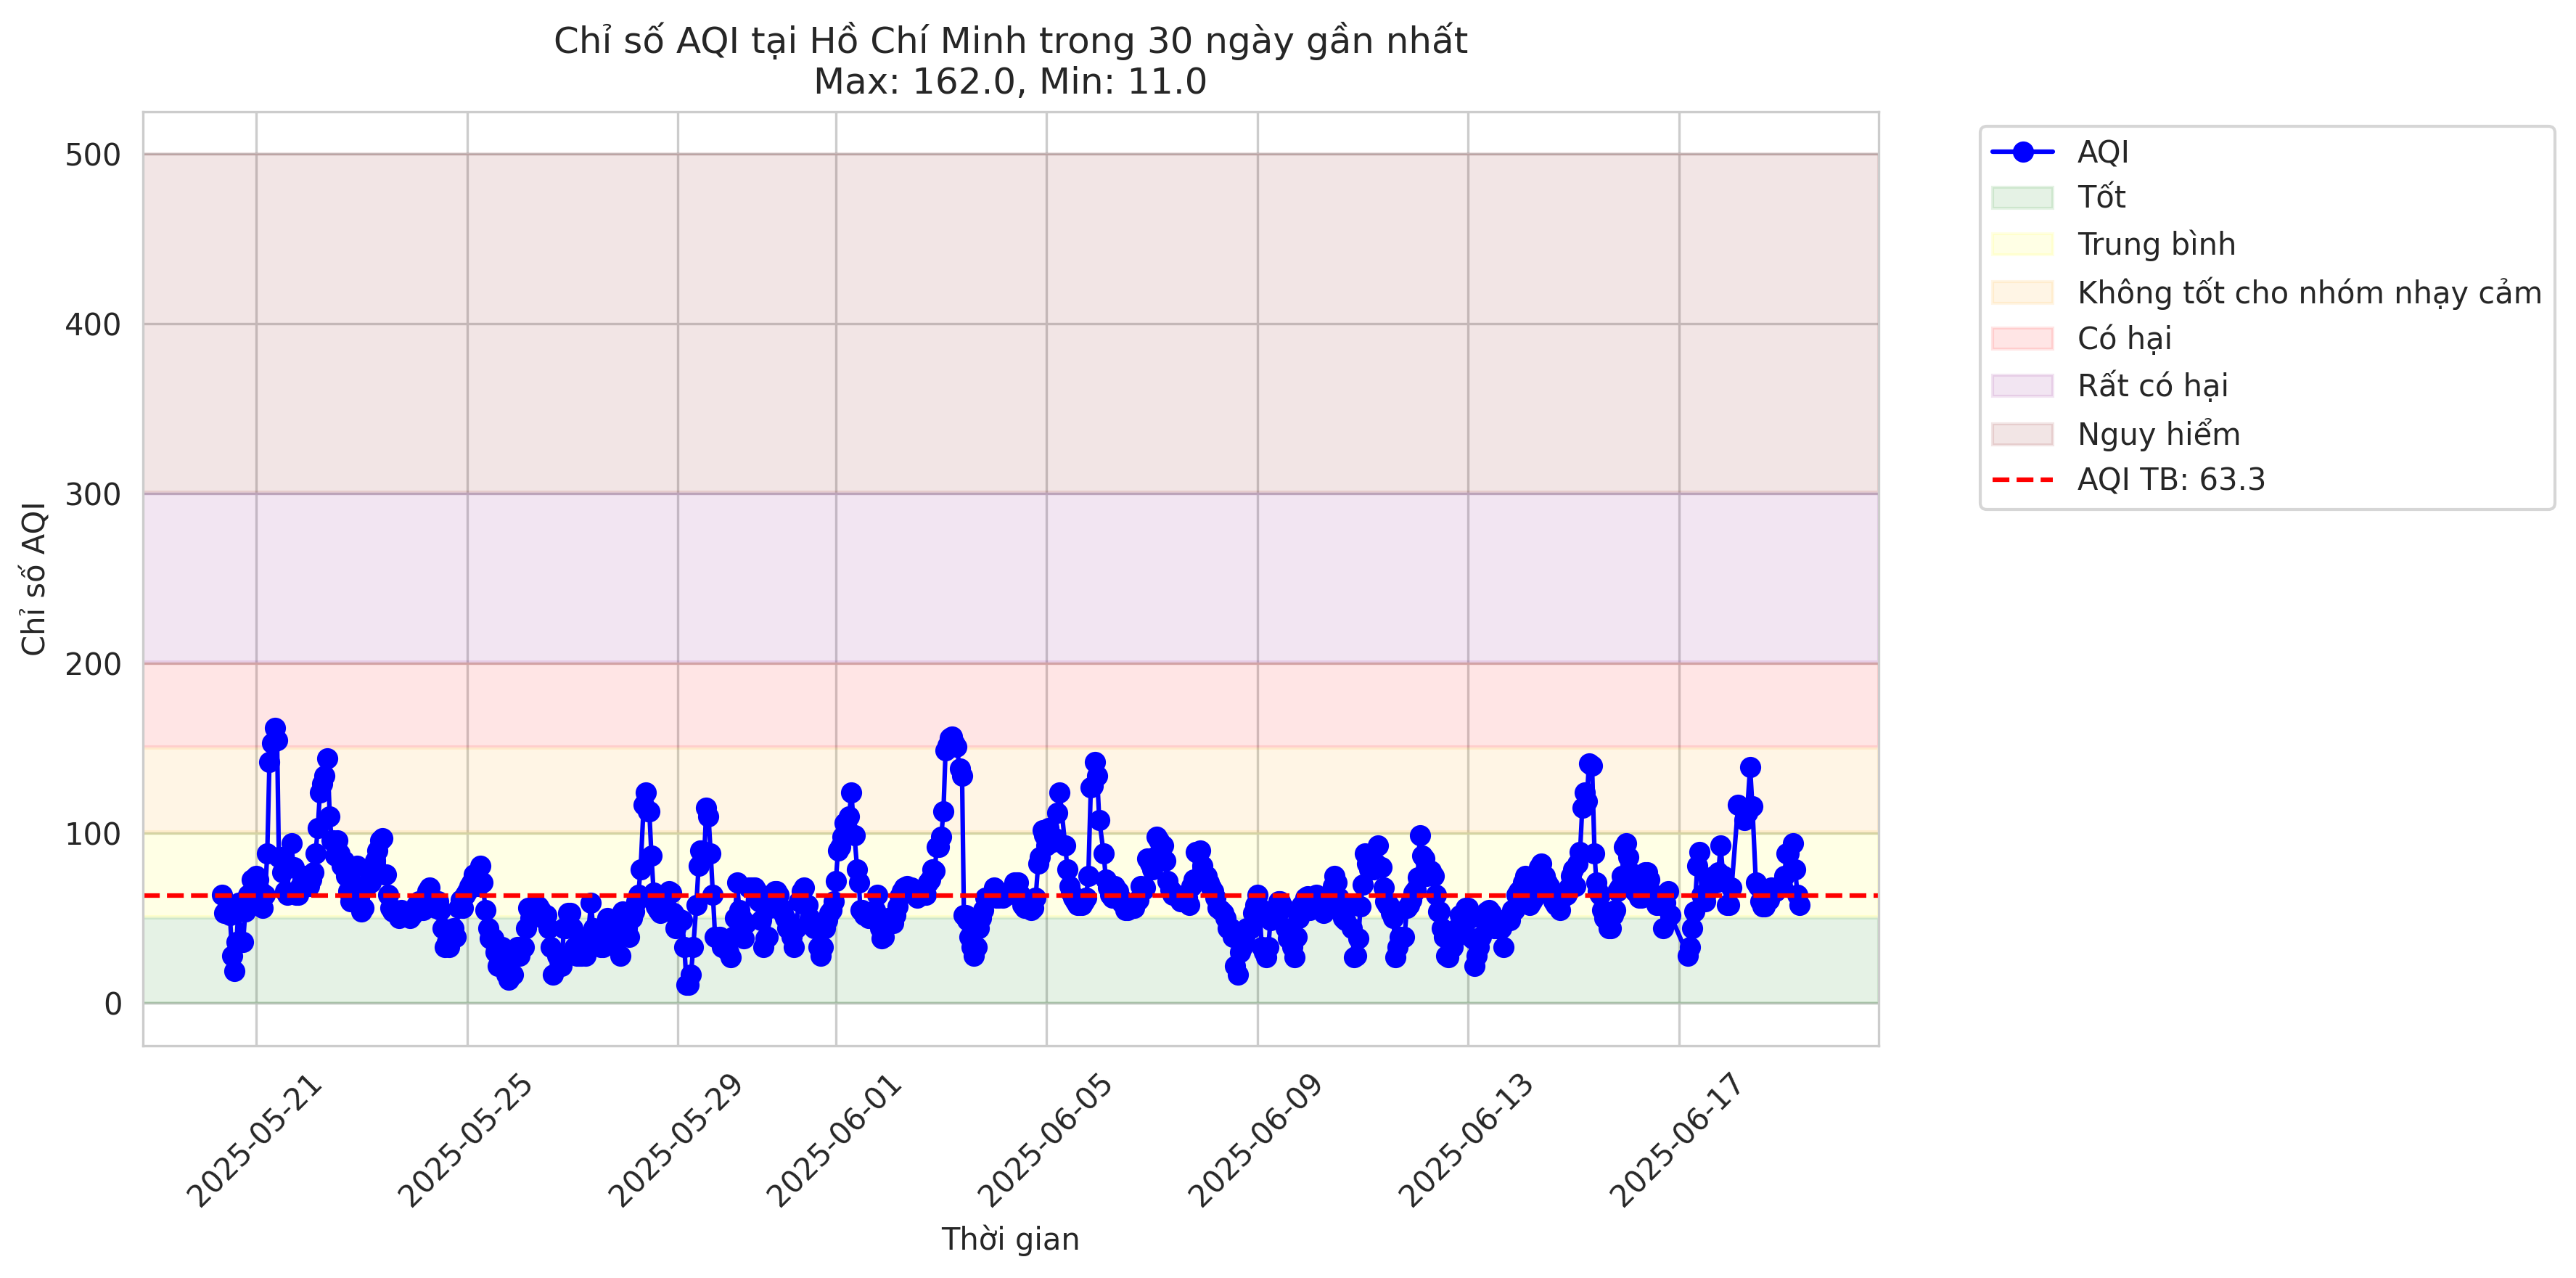 Chỉ số AQI tại Hồ Chí Minh trong 30 ngày gần nhất
Max: 162.0, Min: 11.0
Chỉ số AQI
500
400
300
200
100
0
2025-05-21
2025-05-25
2025-05-29
2025-06-01
2025-06-05
2025-06-09
2025-06-13
2025-06-17
Thời gian
AQI
Tốt
Trung bình
Không tốt cho nhóm nhạy cảm
Có hại
Rất có hại
Nguy hiểm
AQI TB: 63.3